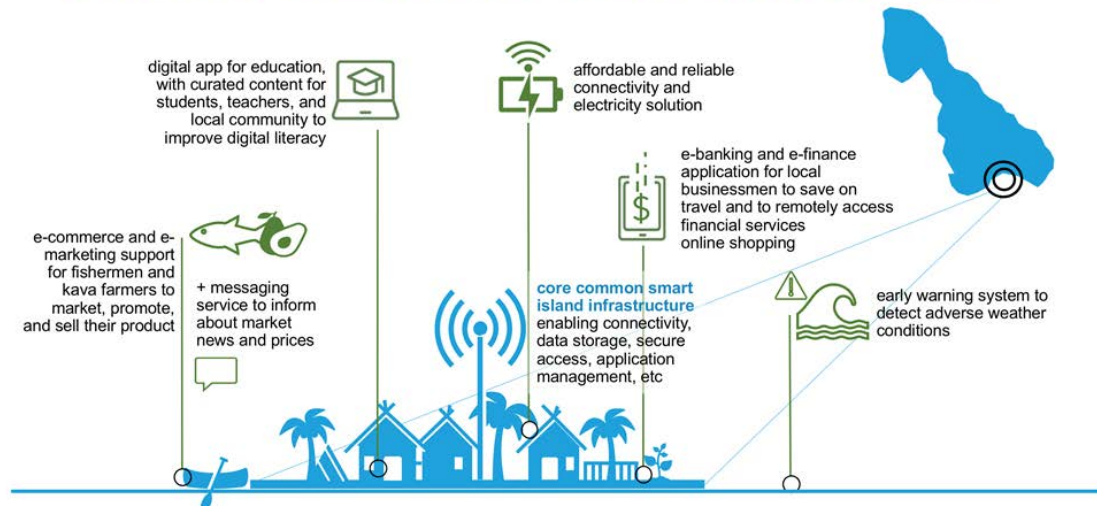 digital app for education,
with curated content for
students, teachers, and
local community to
improve digital literacy
affordable and reliable
connectivity and
electricity solution
e-banking and e-finance
application for local
businessmen to save on
travel and to remotely access
financial services
online shopping
$
e-commerce and e-
marketing support
for fishermen and
kava farmers to
market, promote,
and sell their product
+ messaging
service to inform
about market
news and prices
core common smart
island infrastructure
enabling connectivity,
data storage, secure
access, application
management, etc
early warning system to
detect adverse weather
conditions